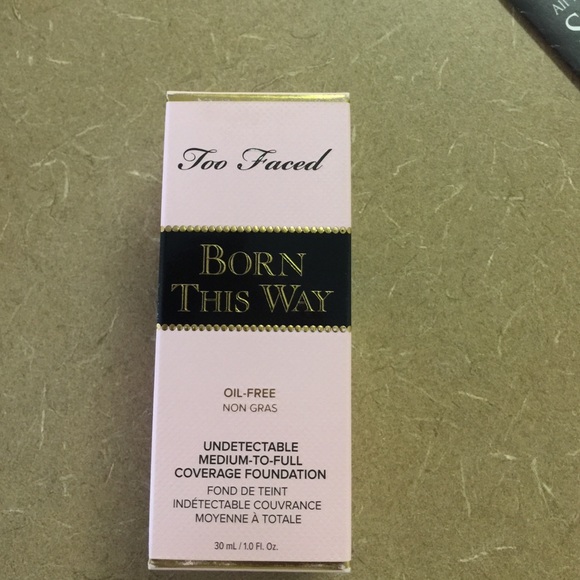 Too Faced
BORN
THIS WAY
OIL-FREE
NON GRAS
UNDETECTABLE
MEDIUM-TO-FULL
COVERAGE FOUNDATION
FOND DE TEINT
INDÉTECTABLE COUVRANCE
MOYENNE À TOTALE
30 mL / 1.0 Fl. Oz.